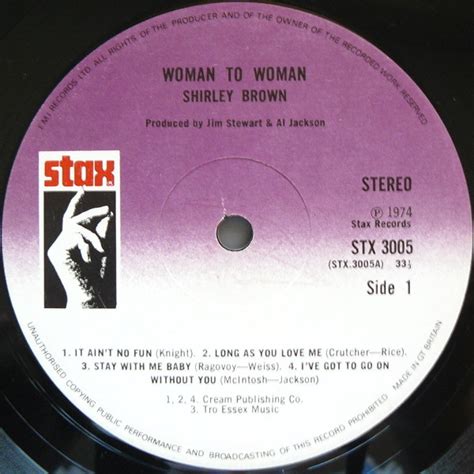 E.M.I. RECORDS LTD. ALL RIGHTS OF THE PRODUCER AND OF THE OWNER OF THE RECORDED WORK RESERVED
WOMAN TO WOMAN
SHIRLEY BROWN
Produced by Jim Stewart & Al Jackson
stax
STEREO
Ⓟ 1974
Stax Records
STX 3005
(STX.3005A) 33⅓
Side 1
1. IT AIN'T NO FUN (Knight). 2. LONG AS YOU LOVE ME (Crutcher—Rice).
3. STAY WITH ME BABY (Ragovoy—Weiss). 4. I'VE GOT TO GO ON
WITHOUT YOU (McIntosh—Jackson)
1, 2, 4. Cream Publishing Co.
3. Tro Essex Music
UNAUTHORISED COPYING PUBLIC PERFORMANCE AND BROADCASTING OF THIS RECORD PROHIBITED MADE IN GT BRITAIN